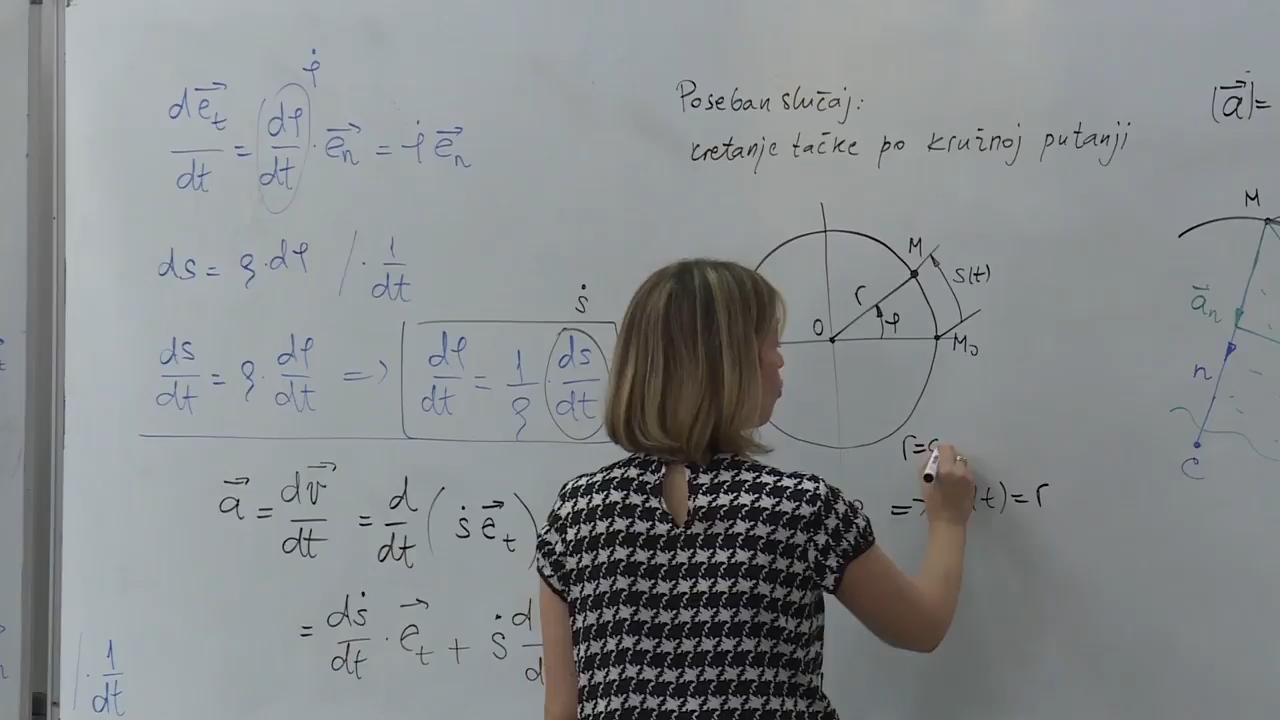 φ̇
de⃗ₜ/dt = dφ/dt · e⃗ₙ = φ̇ e⃗ₙ
ds = ρ · dφ / · 1/dt
ṡ
ds/dt = ρ · dφ/dt => dφ/dt = 1/ρ ds/dt
a⃗ = dv⃗/dt = d/dt ( ṡ e⃗ₜ )
= dṡ/dt · e⃗ₜ + ṡ d
/ · 1/dt
Poseban slučaj:
kretanje tačke po kružnoj putanji
M
s(t)
r
φ
O
M₀
r=c
=> (t)=r
|a⃗|=
M
a⃗ₙ
n
C